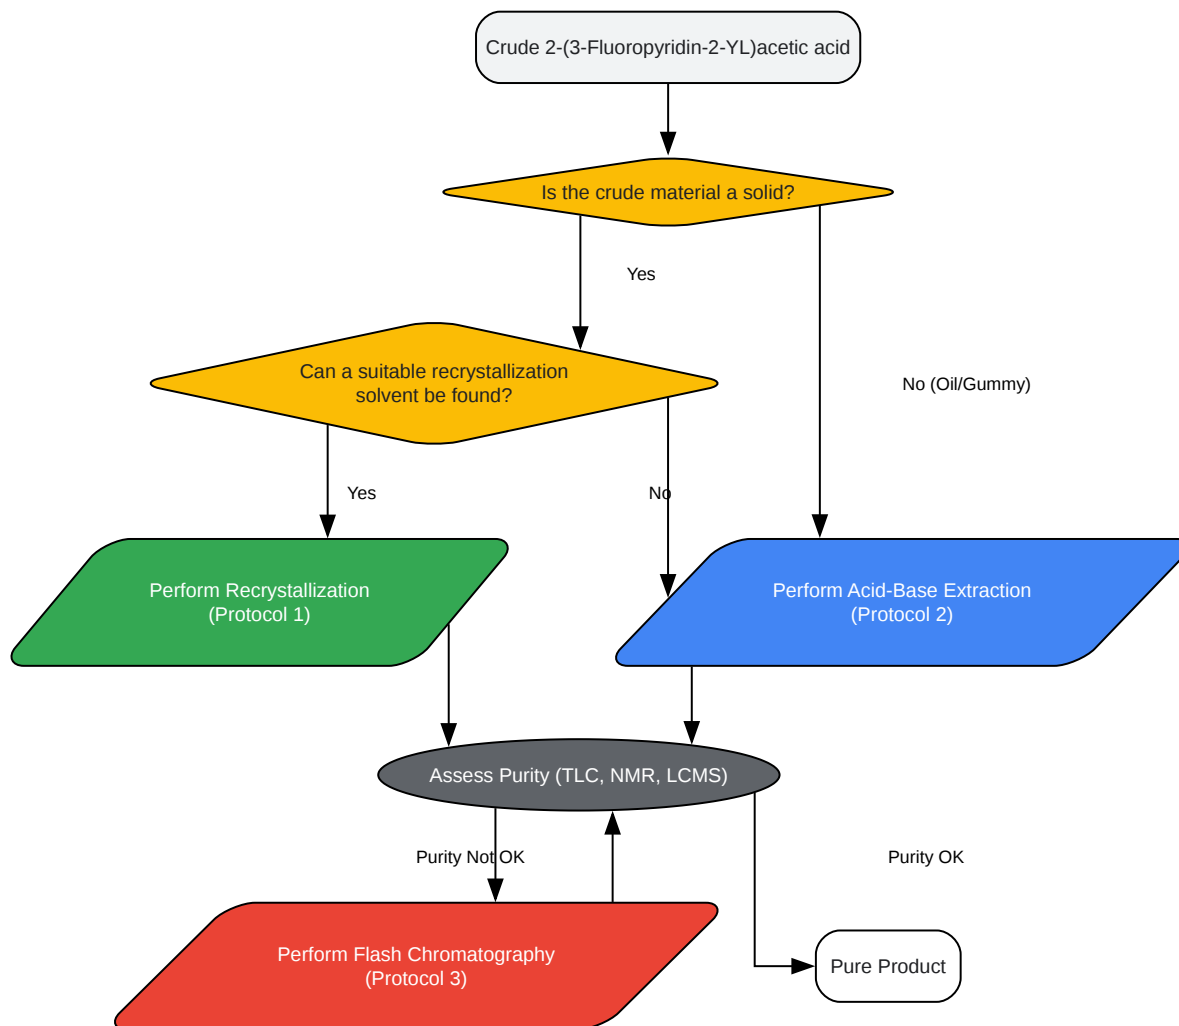 Crude 2-(3-Fluoropyridin-2-YL)acetic acid
Is the crude material a solid?
Yes
Can a suitable recrystallization
solvent be found?
No (Oil/Gummy)
Yes
No
Perform Recrystallization
(Protocol 1)
Perform Acid-Base Extraction
(Protocol 2)
Assess Purity (TLC, NMR, LCMS)
Purity Not OK
Purity OK
Perform Flash Chromatography
(Protocol 3)
Pure Product